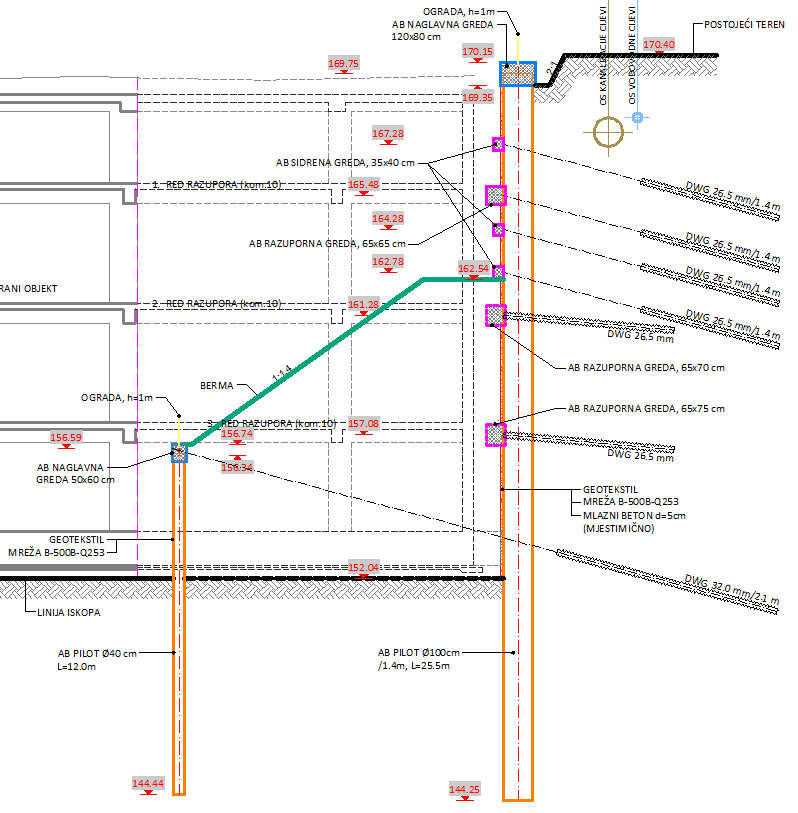 OGRADA, h=1m
AB NAGLAVNA GREDA
120x80 cm
OS KANALIZACIJE CIJEVI
OS VODOVODNE CIJEVI
POSTOJEĆI TEREN
170.40
170.15
169.75
2:1
169.35
167.28
AB SIDRENA GREDA, 35x40 cm
1. RED RAZUPORA (kom.10)
165.48
DWG 26.5 mm/1.4 m
164.28
AB RAZUPORNA GREDA, 65x65 cm
DWG 26.5 mm/1.4 m
162.78
162.54
DWG 26.5 mm/1.4 m
RANI OBJEKT
2. RED RAZUPORA (kom.10)
161.28
DWG 26.5 mm/1.4 m
DWG 26.5 mm
AB RAZUPORNA GREDA, 65x70 cm
1:1.4
BERMA
OGRADA, h=1m
AB RAZUPORNA GREDA, 65x75 cm
3. RED RAZUPORA (kom.10)
157.08
156.59
156.74
DWG 26.5 mm
AB NAGLAVNA
GREDA 50x60 cm
156.34
GEOTEKSTIL
MREŽA B-500B-Q253
MLAZNI BETON d=5cm
(MJESTIMIČNO)
GEOTEKSTIL
MREŽA B-500B-Q253
152.04
DWG 32.0 mm/2.1 m
LINIJA ISKOPA
AB PILOT Ø40 cm
L=12.0m
AB PILOT Ø100cm
/1.4m, L=25.5m
144.44
144.25